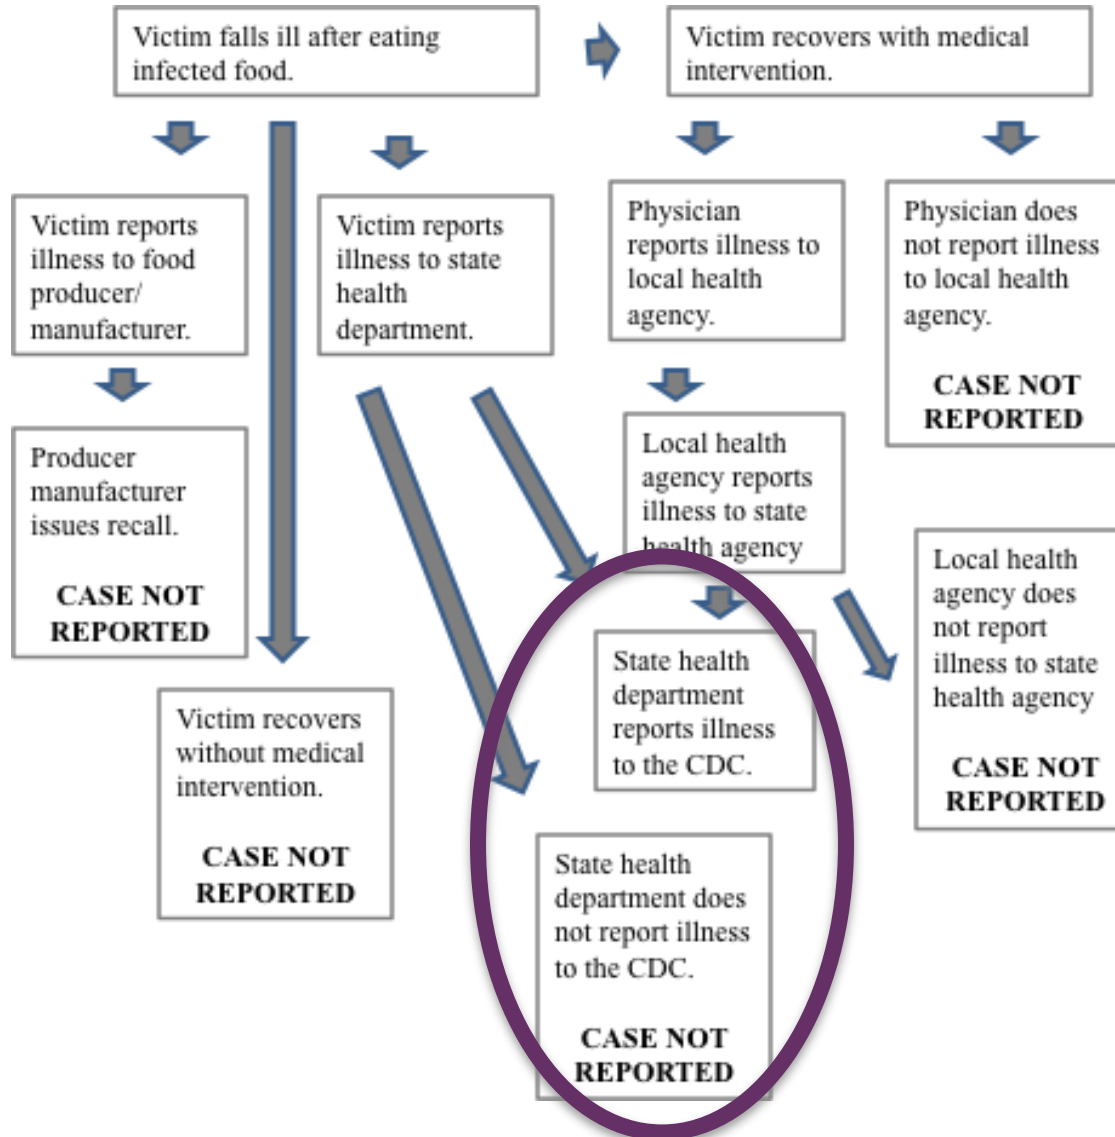 Victim falls ill after eating
infected food.
Victim recovers with medical
intervention.
Victim reports
illness to food
producer/
manufacturer.
Victim reports
illness to state
health
department.
Physician
reports illness to
local health
agency.
Physician does
not report illness
to local health
agency.
CASE NOT
REPORTED
Producer
manufacturer
issues recall.
CASE NOT
REPORTED
Local health
agency reports
illness to state
health agency
Local health
agency does
not report
illness to state
health agency
CASE NOT
REPORTED
State health
department
reports illness
to the CDC.
Victim recovers
without medical
intervention.
CASE NOT
REPORTED
State health
department does
not report illness
to the CDC.
CASE NOT
REPORTED